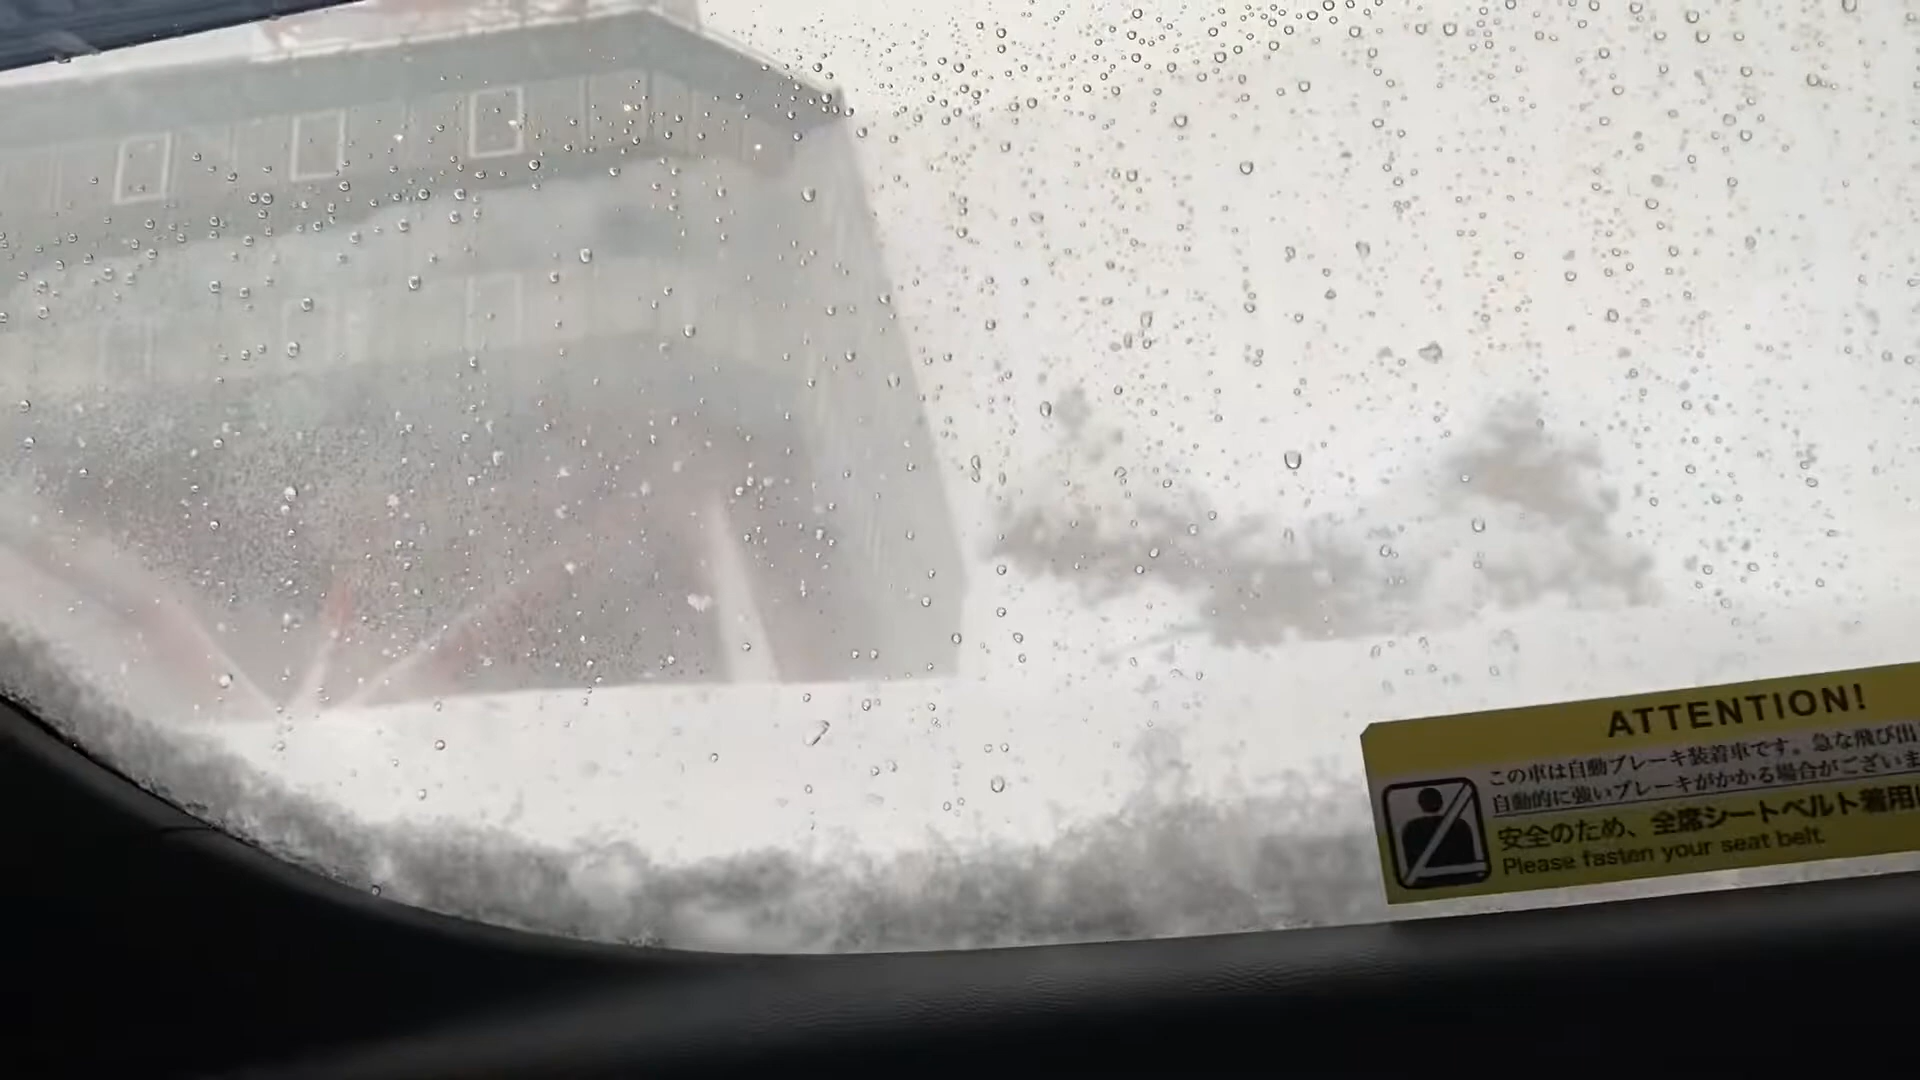 ATTENTION!
この車は自動ブレーキ装着車です。急な飛び出
自動的に強いブレーキがかかる場合がございま
安全のため、全席シートベルト着用
Please fasten your seat belt.